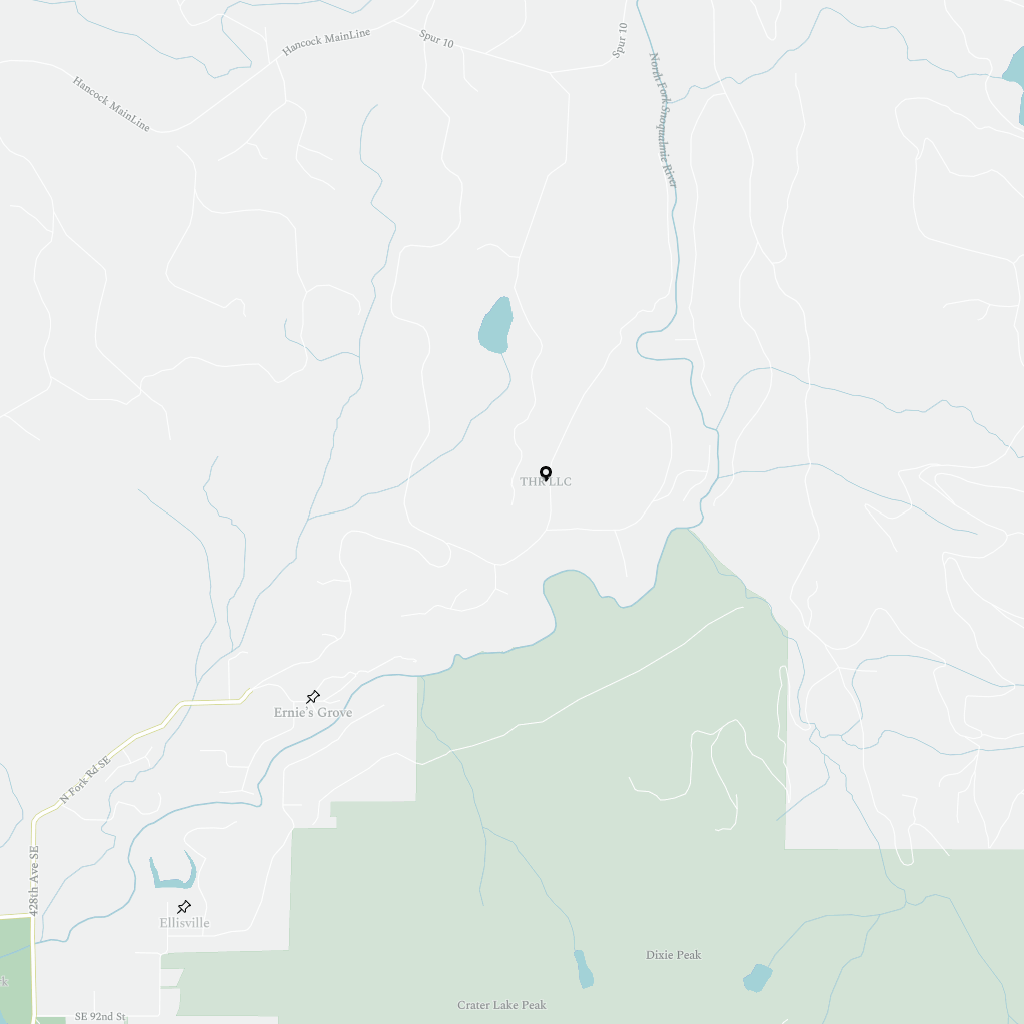 Hancock MainLine
Spur 10
Spur 10
Hancock MainLine
North Fork Snoqualmie River
THR LLC
Ernie's Grove
N Fork Rd SE
428th Ave SE
Ellisville
Dixie Peak
Crater Lake Peak
SE 92nd St